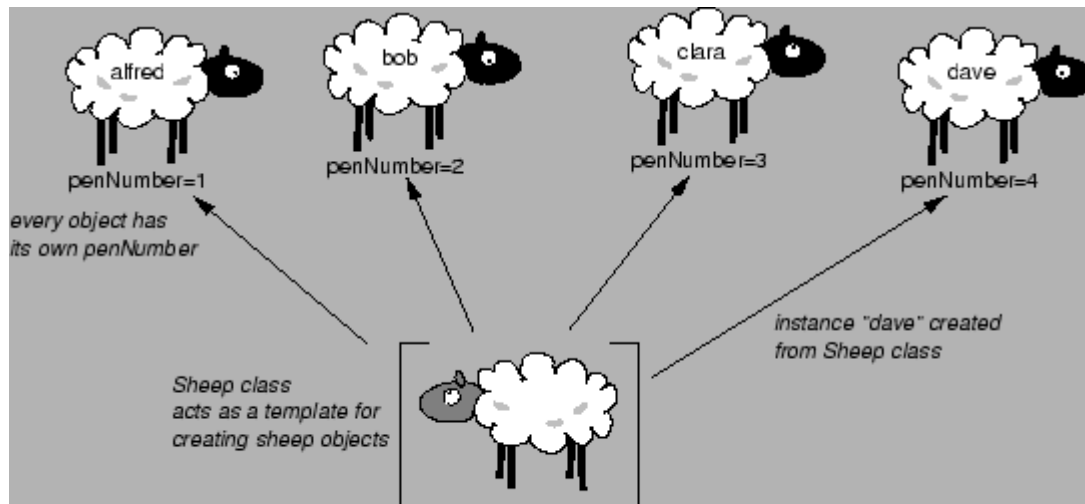 alfred
bob
clara
dave
penNumber=1
penNumber=2
penNumber=3
penNumber=4
every object has
its own penNumber
instance "dave" created
from Sheep class
Sheep class
acts as a template for
creating sheep objects